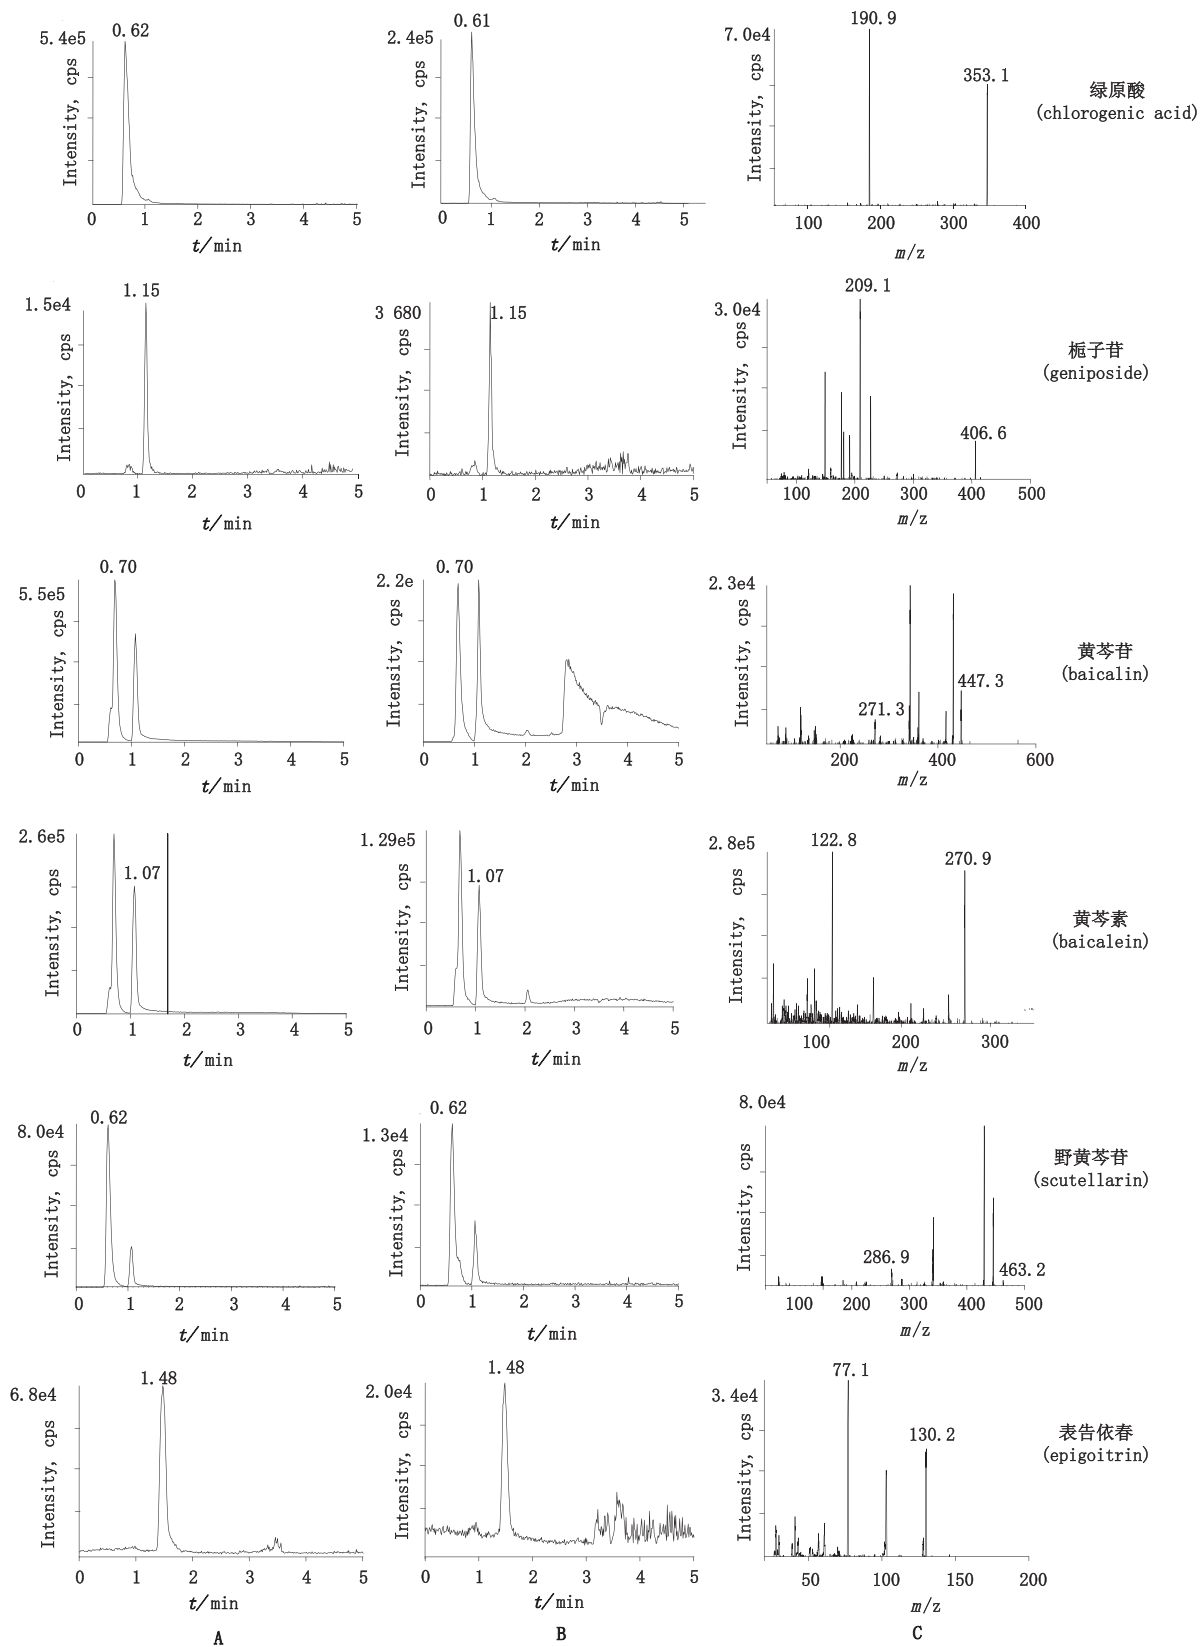 0.62
5.4e5
Intensity, cps
0 1 2 3 4 5
t/min
0.61
2.4e5
Intensity, cps
0 1 2 3 4 5
t/min
190.9
7.0e4
353.1
Intensity, cps
100 200 300 400
m/z
绿原酸
(chlorogenic acid)
1.15
1.5e4
Intensity, cps
0 1 2 3 4 5
t/min
1.15
3 680
Intensity, cps
0 1 2 3 4 5
t/min
209.1
3.0e4
406.6
Intensity, cps
100 200 300 400 500
m/z
栀子苷
(geniposide)
0.70
5.5e5
Intensity, cps
0 1 2 3 4 5
t/min
0.70
2.2e
Intensity, cps
0 1 2 3 4 5
t/min
2.3e4
447.3
271.3
Intensity, cps
200 400 600
m/z
黄芩苷
(baicalin)
2.6e5
1.07
Intensity, cps
0 1 2 3 4 5
t/min
1.29e5
1.07
Intensity, cps
0 1 2 3 4 5
t/min
122.8
2.8e5
270.9
Intensity, cps
100 200 300
m/z
黄芩素
(baicalein)
0.62
8.0e4
Intensity, cps
0 1 2 3 4 5
t/min
0.62
1.3e4
Intensity, cps
0 1 2 3 4 5
t/min
8.0e4
286.9
463.2
Intensity, cps
100 200 300 400 500
m/z
野黄芩苷
(scutellarin)
1.48
6.8e4
Intensity, cps
0 1 2 3 4 5
t/min
1.48
2.0e4
Intensity, cps
0 1 2 3 4 5
t/min
77.1
3.4e4
130.2
Intensity, cps
50 100 150 200
m/z
表告依春
(epigoitrin)
A B C